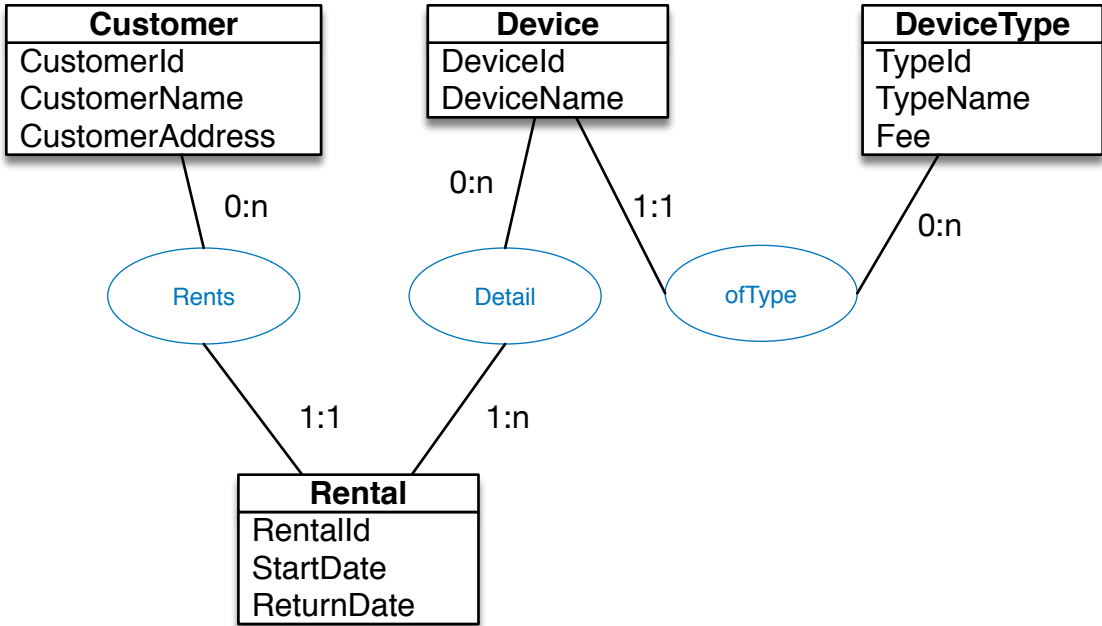 Customer
CustomerId
CustomerName
CustomerAddress
Device
DeviceId
DeviceName
DeviceType
TypeId
TypeName
Fee
0:n
0:n
1:1
0:n
Rents
Detail
ofType
1:1
1:n
Rental
RentalId
StartDate
ReturnDate